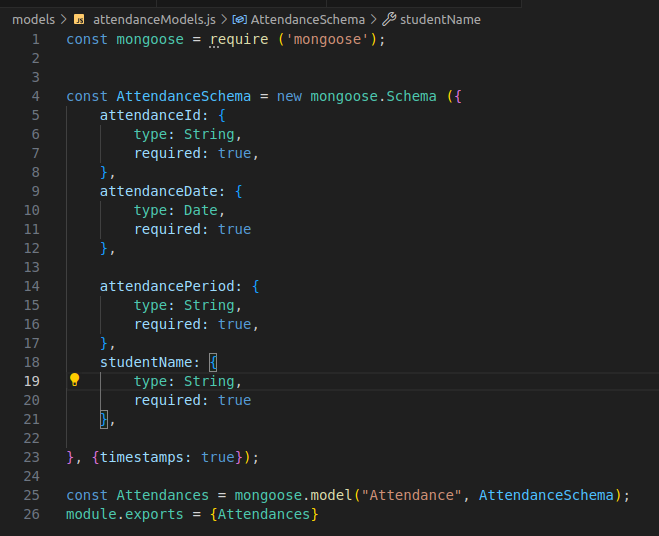 models > JS attendanceModels.js > AttendanceSchema > studentName
1 const mongoose = require ('mongoose');
2
3
4 const AttendanceSchema = new mongoose.Schema ({
5     attendanceId: {
6         type: String,
7         required: true,
8     },
9     attendanceDate: {
10         type: Date,
11         required: true
12     },
13
14     attendancePeriod: {
15         type: String,
16         required: true,
17     },
18     studentName: {
19         type: String,
20         required: true
21     },
22
23 }, {timestamps: true});
24
25 const Attendances = mongoose.model("Attendance", AttendanceSchema);
26 module.exports = {Attendances}